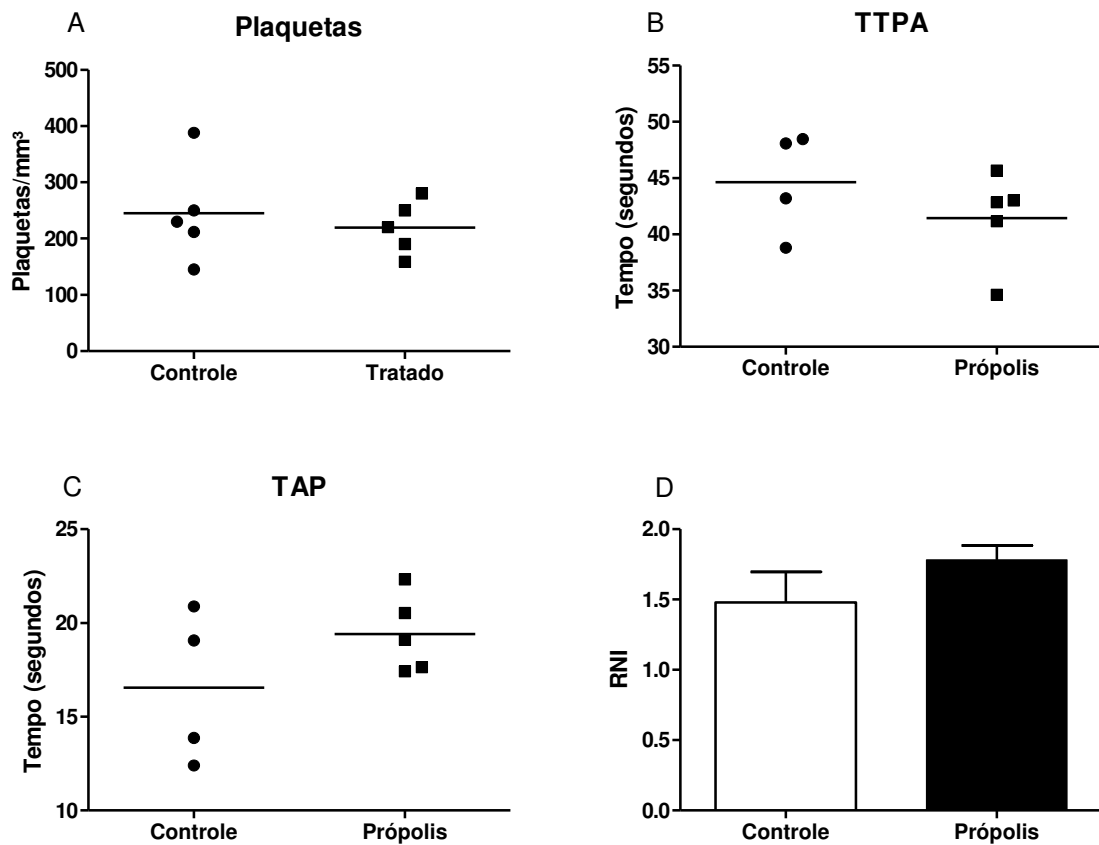 A
Plaquetas
Plaquetas/mm³
500
400
300
200
100
0
Controle
Tratado
B
TTPA
Tempo (segundos)
55
50
45
40
35
30
Controle
Própolis
C
TAP
Tempo (segundos)
25
20
15
10
Controle
Própolis
D
RNI
2.0
1.5
1.0
0.5
0.0
Controle
Própolis